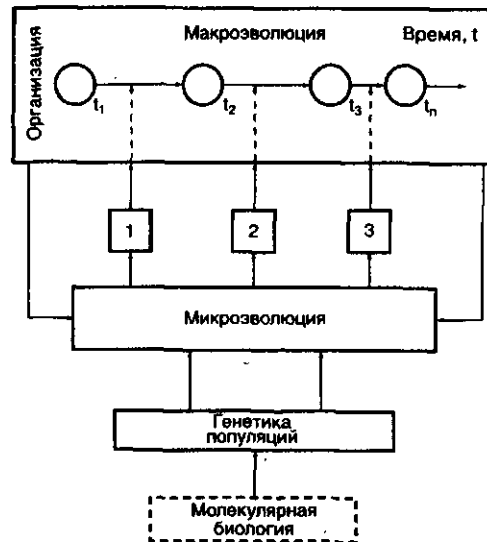 Макроэволюция
Время, t
Организация
t1
t2
t3
tn
1
2
3
Микроэволюция
Генетика
популяций
Молекулярная
биология